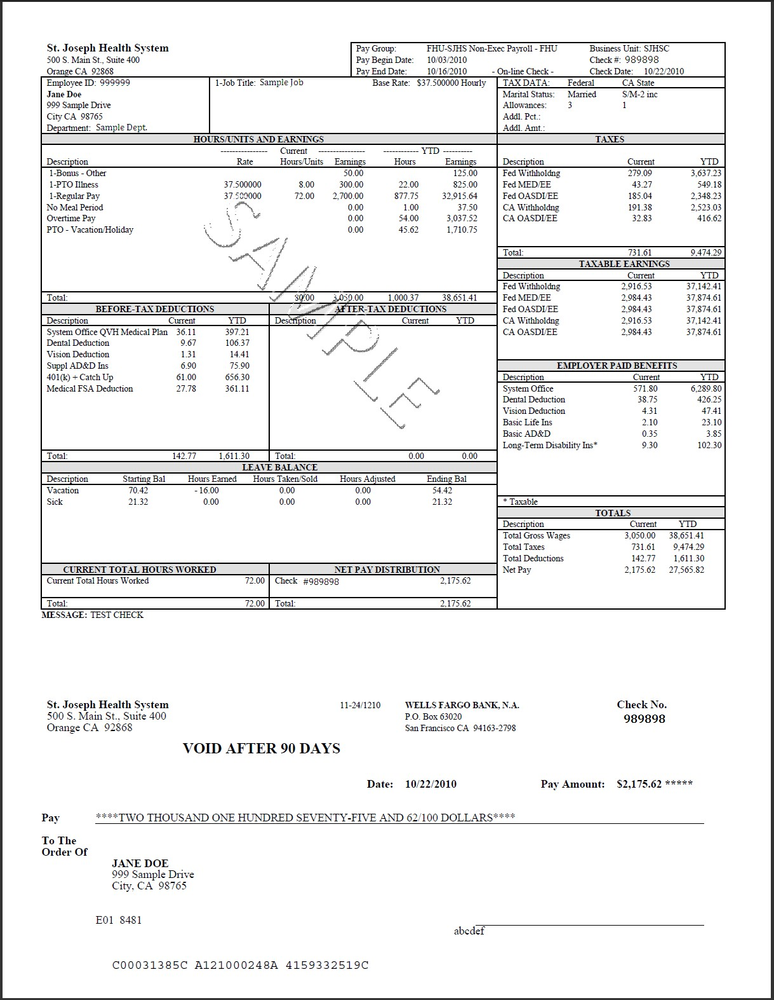 St. Joseph Health System
500 S. Main St., Suite 400
Orange CA 92868
Pay Group: FHU-SJHS Non-Exec Payroll - FHU Business Unit: SJHSC
Pay Begin Date: 10/03/2010 Check #: 989898
Pay End Date: 10/16/2010 - On-line Check - Check Date: 10/22/2010
Employee ID: 999999
Jane Doe
999 Sample Drive
City CA 98765
Department: Sample Dept.
1-Job Title: Sample Job Base Rate: $37.500000 Hourly
TAX DATA: Federal CA State
Marital Status: Married S/M-2 inc
Allowances: 3 1
Addl. Pct.:
Addl. Amt.:
HOURS/UNITS AND EARNINGS
---------------- Current ---------------- ------------ YTD ----------
Description Rate Hours/Units Earnings Hours Earnings
1-Bonus - Other 50.00 125.00
1-PTO Illness 37.500000 8.00 300.00 22.00 825.00
1-Regular Pay 37.500000 72.00 2,700.00 877.75 32,915.64
No Meal Period 0.00 1.00 37.50
Overtime Pay 0.00 54.00 3,037.52
PTO - Vacation/Holiday 0.00 45.62 1,710.75
Total: 80.00 3,050.00 1,000.37 38,651.41
SAMPLE
TAXES
Description Current YTD
Fed Withholdng 279.09 3,637.23
Fed MED/EE 43.27 549.18
Fed OASDI/EE 185.04 2,348.23
CA Withholdng 191.38 2,523.03
CA OASDI/EE 32.83 416.62
Total: 731.61 9,474.29
TAXABLE EARNINGS
Description Current YTD
Fed Withholdng 2,916.53 37,142.41
Fed MED/EE 2,984.43 37,874.61
Fed OASDI/EE 2,984.43 37,874.61
CA Withholdng 2,916.53 37,142.41
CA OASDI/EE 2,984.43 37,874.61
BEFORE-TAX DEDUCTIONS
Description Current YTD
System Office QVH Medical Plan 36.11 397.21
Dental Deduction 9.67 106.37
Vision Deduction 1.31 14.41
Suppl AD&D Ins 6.90 75.90
401(k) + Catch Up 61.00 656.30
Medical FSA Deduction 27.78 361.11
Total: 142.77 1,611.30
AFTER-TAX DEDUCTIONS
Description Current YTD
Total: 0.00 0.00
EMPLOYER PAID BENEFITS
Description Current YTD
System Office 571.80 6,289.80
Dental Deduction 38.75 426.25
Vision Deduction 4.31 47.41
Basic Life Ins 2.10 23.10
Basic AD&D 0.35 3.85
Long-Term Disability Ins* 9.30 102.30
* Taxable
LEAVE BALANCE
Description Starting Bal Hours Earned Hours Taken/Sold Hours Adjusted Ending Bal
Vacation 70.42 - 16.00 0.00 0.00 54.42
Sick 21.32 0.00 0.00 0.00 21.32
TOTALS
Description Current YTD
Total Gross Wages 3,050.00 38,651.41
Total Taxes 731.61 9,474.29
Total Deductions 142.77 1,611.30
Net Pay 2,175.62 27,565.82
CURRENT TOTAL HOURS WORKED
Current Total Hours Worked 72.00
Total: 72.00
NET PAY DISTRIBUTION
Check #989898 2,175.62
Total: 2,175.62
MESSAGE: TEST CHECK
St. Joseph Health System
500 S. Main St., Suite 400
Orange CA 92868
11-24/1210
WELLS FARGO BANK, N.A.
P.O. Box 63020
San Francisco CA 94163-2798
Check No.
989898
VOID AFTER 90 DAYS
Date: 10/22/2010 Pay Amount: $2,175.62 *****
Pay ****TWO THOUSAND ONE HUNDRED SEVENTY-FIVE AND 62/100 DOLLARS****
To The
Order Of
JANE DOE
999 Sample Drive
City, CA 98765
E01 8481
abcdef
C00031385C A121000248A 4159332519C